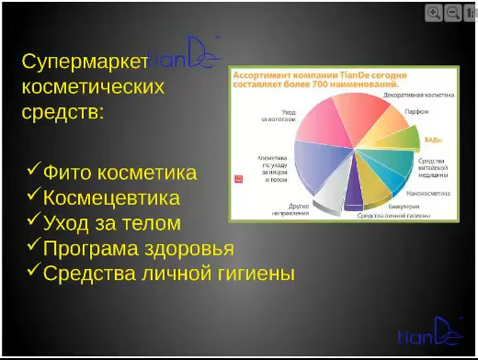 Супермаркет
tianDe
косметических
средств:
Фито косметика
Космецевтика
Уход за телом
Програма здоровья
Средства личной гигиены
Ассортимент компании TianDe сегодня
составляет более 700 наименований.
Декоративная косметика
Парфюм
БАДы
Средства
китайской
медицины
Нанокосметика
Бижутерия
Средства личной гигиены
Другие
направления
Косметика
по уходу
за лицом
и телом
Уход
за волосами
tianDe